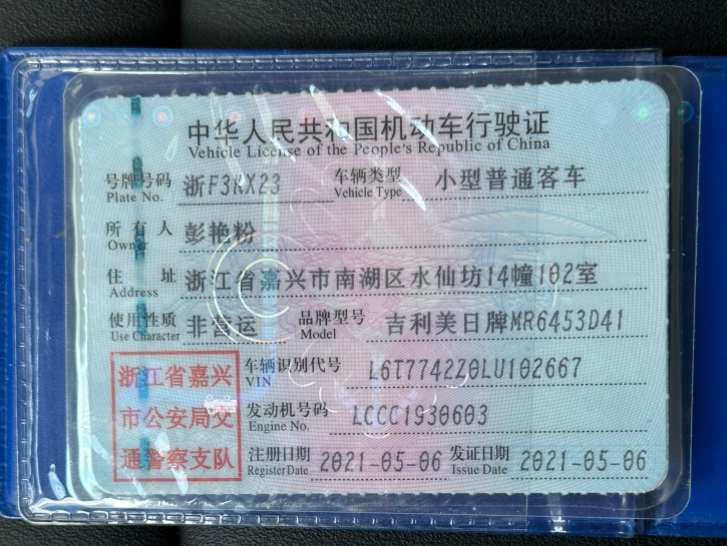 中华人民共和国机动车行驶证
Vehicle License of the People's Republic of China
号牌号码 浙F3KX23 车辆类型 小型普通客车
Plate No. Vehicle Type
所有人 彭艳粉
Owner
住址 浙江省嘉兴市南湖区水仙坊14幢102室
Address
使用性质 非营运 品牌型号 吉利美日牌MR6453D41
Use Character Model
浙江省嘉兴
市公安局交
通警察支队
车辆识别代号 L6T7742Z0LU102667
VIN
发动机号码 LCCC1930603
Engine No.
注册日期 2021-05-06 发证日期 2021-05-06
Register Date Issue Date